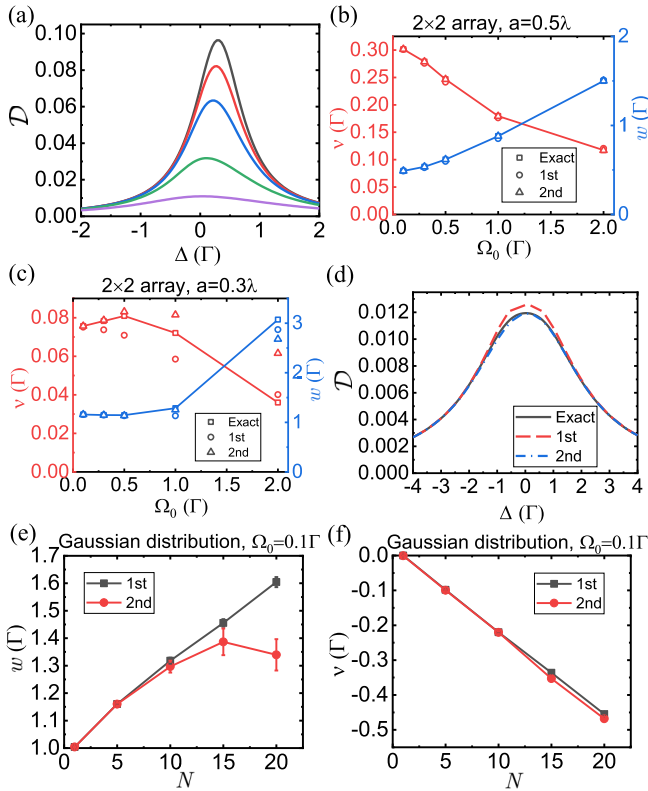 (a)
0.10
0.08
0.06
0.04
0.02
0.00
𝒟
-2 -1 0 1 2
Δ (Γ)
(b)
2×2 array, a=0.5λ
0.30
0.25
0.20
0.15
0.10
0.05
0.00
ν (Γ)
2
1
0
w (Γ)
Exact
1st
2nd
0.0 0.5 1.0 1.5 2.0
Ω₀ (Γ)
(c)
2×2 array, a=0.3λ
0.08
0.06
0.04
0.02
0.00
ν (Γ)
3
2
1
0
w (Γ)
Exact
1st
2nd
0.0 0.5 1.0 1.5 2.0
Ω₀ (Γ)
(d)
0.012
0.010
0.008
0.006
0.004
0.002
0.000
𝒟
Exact
1st
2nd
-4 -3 -2 -1 0 1 2 3 4
Δ (Γ)
(e)
Gaussian distribution, Ω₀=0.1Γ
1.7
1.6
1.5
1.4
1.3
1.2
1.1
1.0
w (Γ)
1st
2nd
0 5 10 15 20
N
(f)
Gaussian distribution, Ω₀=0.1Γ
0.0
-0.1
-0.2
-0.3
-0.4
-0.5
ν (Γ)
1st
2nd
0 5 10 15 20
N